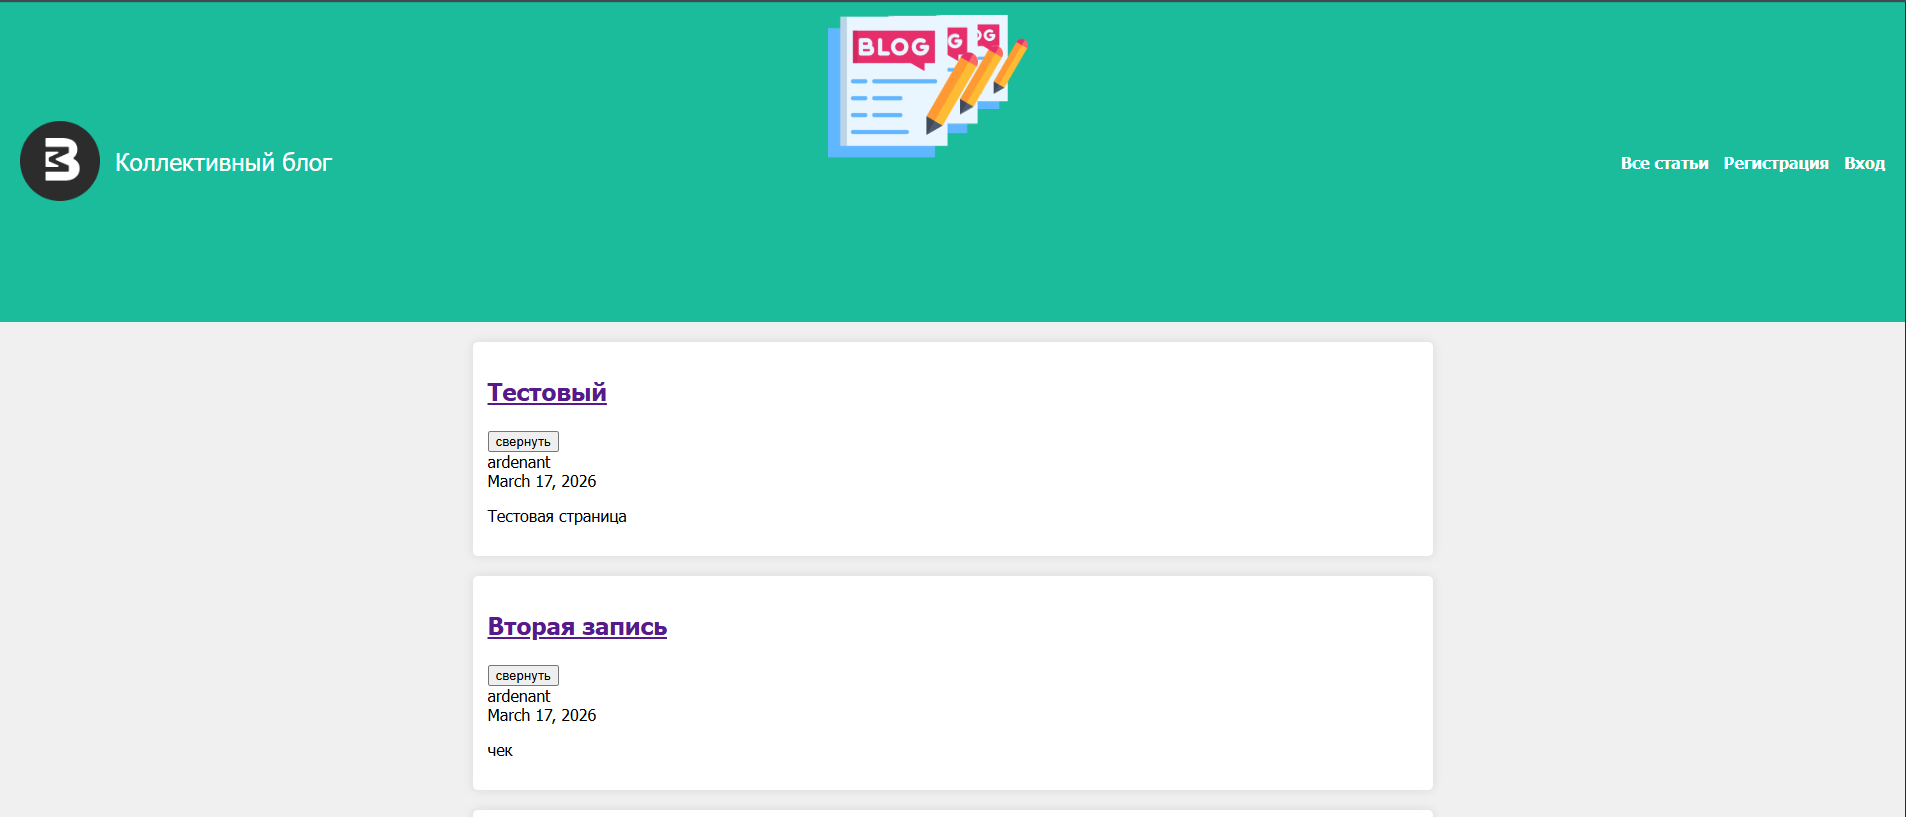 BLOG
G
OG
Коллективный блог
Все статьи Регистрация Вход
Тестовый
свернуть
ardenant
March 17, 2026
Тестовая страница
Вторая запись
свернуть
ardenant
March 17, 2026
чек